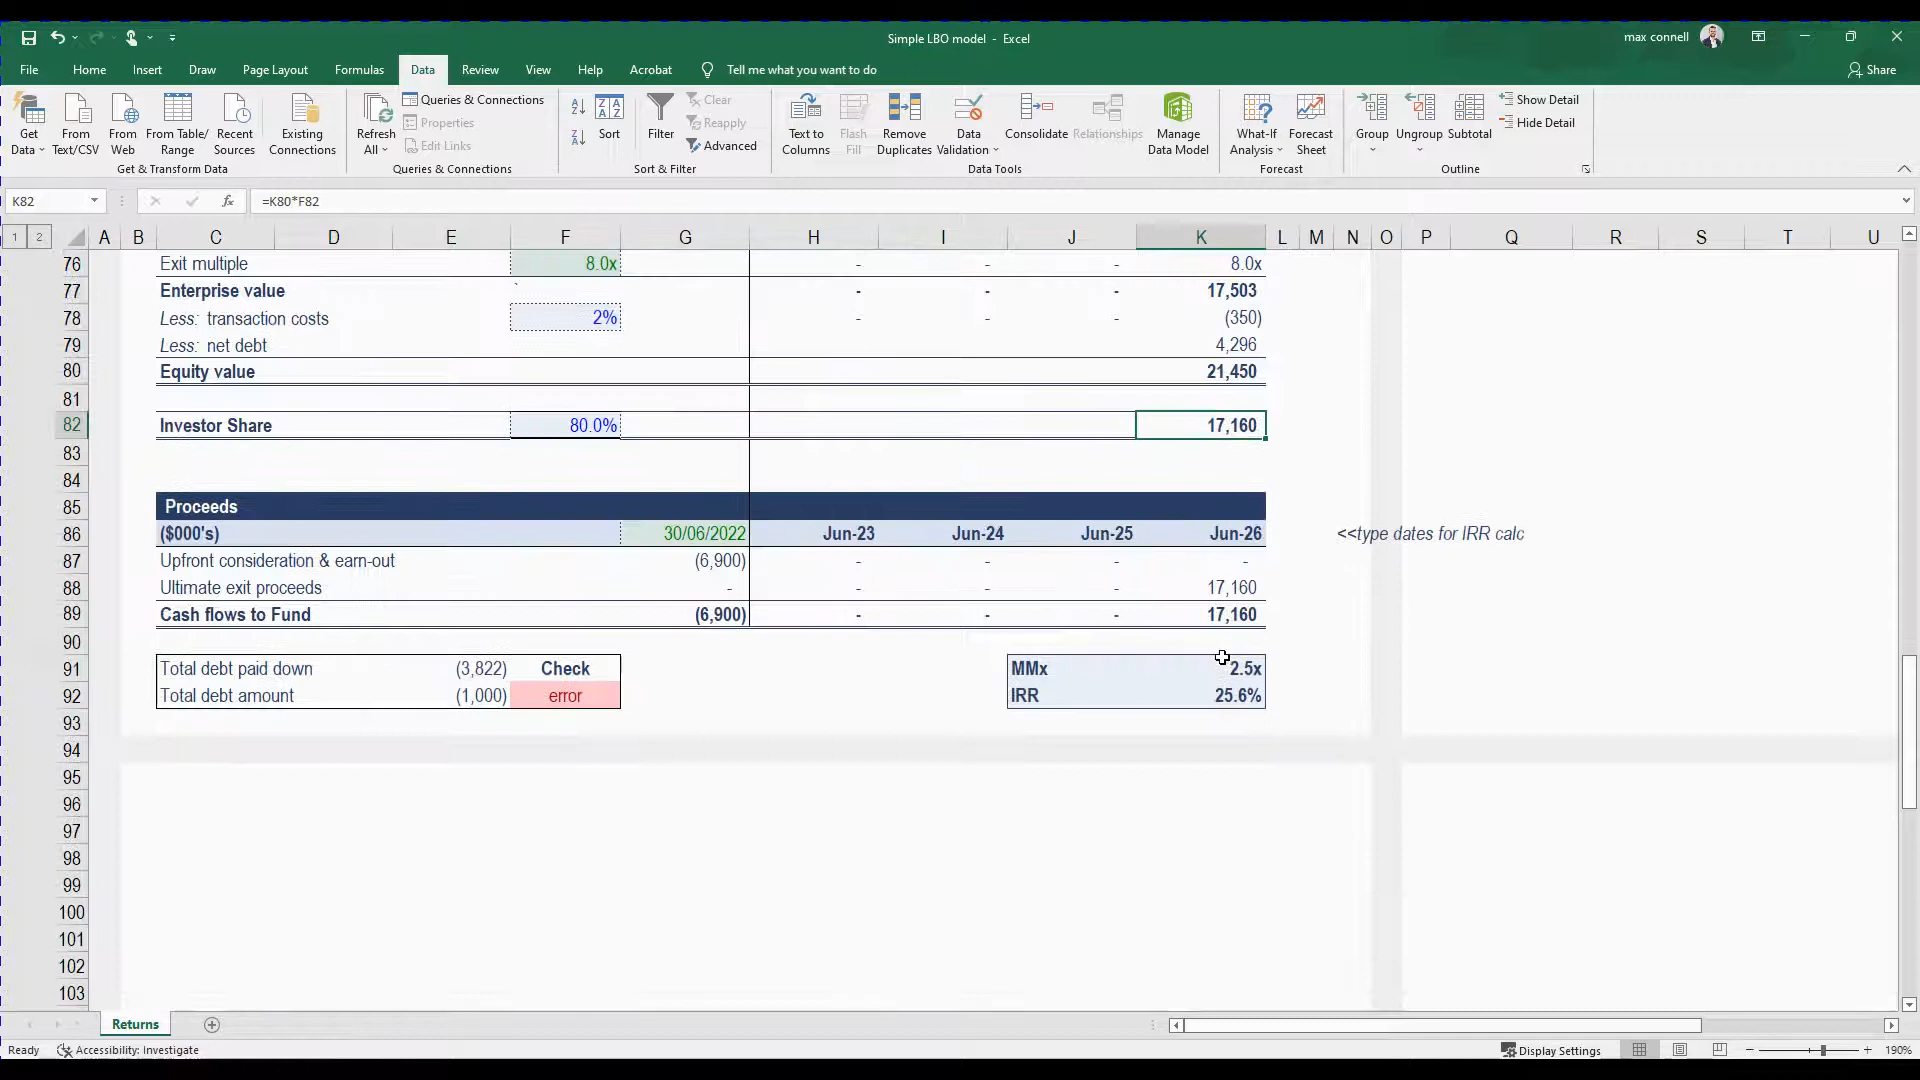 Simple LBO model - Excel
max connell
File Home Insert Draw Page Layout Formulas Data Review View Help Acrobat Tell me what you want to do Share
Get Data From Text/CSV From Web From Table/ Range Recent Sources Existing Connections
Get & Transform Data
Refresh All Queries & Connections Properties Edit Links
Queries & Connections
Sort Filter Clear Reapply Advanced
Sort & Filter
Text to Columns Flash Fill Remove Duplicates Data Validation Consolidate Relationships Manage Data Model
Data Tools
What-If Analysis Forecast Sheet
Forecast
Group Ungroup Subtotal Show Detail Hide Detail
Outline
K82 fx =K80*F82
1 2 A B C D E F G H I J K L M N O P Q R S T U
76 Exit multiple 8.0x - - - 8.0x
77 Enterprise value ` - - - 17,503
78 Less: transaction costs 2% - - - (350)
79 Less: net debt 4,296
80 Equity value 21,450
81
82 Investor Share 80.0% 17,160
83
84
85 Proceeds
86 ($000's) 30/06/2022 Jun-23 Jun-24 Jun-25 Jun-26 <<type dates for IRR calc
87 Upfront consideration & earn-out (6,900) - - - -
88 Ultimate exit proceeds - - - - 17,160
89 Cash flows to Fund (6,900) - - - 17,160
90
91 Total debt paid down (3,822) Check MMx 2.5x
92 Total debt amount (1,000) error IRR 25.6%
93
94
95
96
97
98
99
100
101
102
103
Returns
Ready Accessibility: Investigate Display Settings 190%